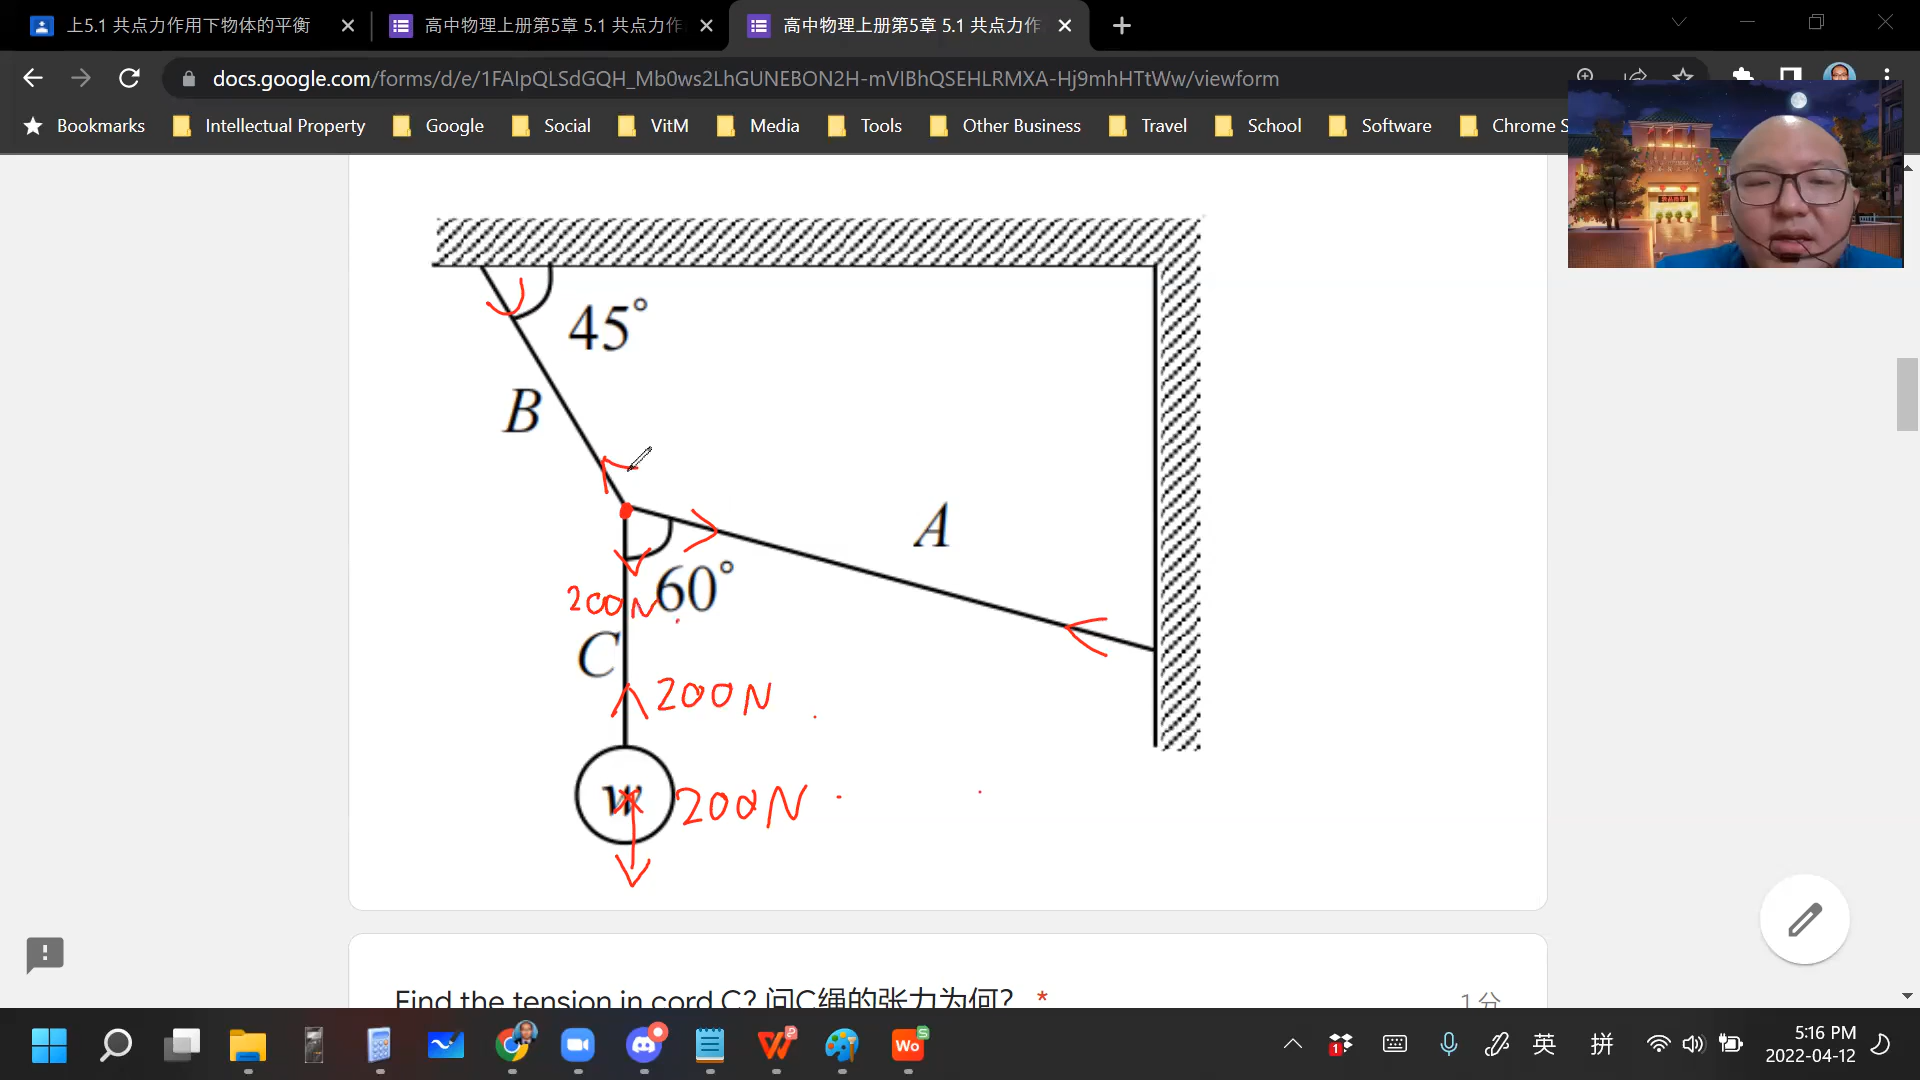 上5.1 共点力作用下物体的平衡
高中物理上册第5章 5.1 共点力作
高中物理上册第5章 5.1 共点力作
docs.google.com/forms/d/e/1FAIpQLSdGQH_Mb0ws2LhGUNEBON2H-mVIBhQSEHLRMXA-Hj9mhHTtWw/viewform
Bookmarks Intellectual Property Google Social VitM Media Tools Other Business Travel School Software Chrome S
45°
B
A
60°
200N
C
200N
w
200N
Find the tension in cord C? 问C绳的张力为何? *
1 分
1
2
Wo
S
英
拼
5:16 PM
2022-04-12